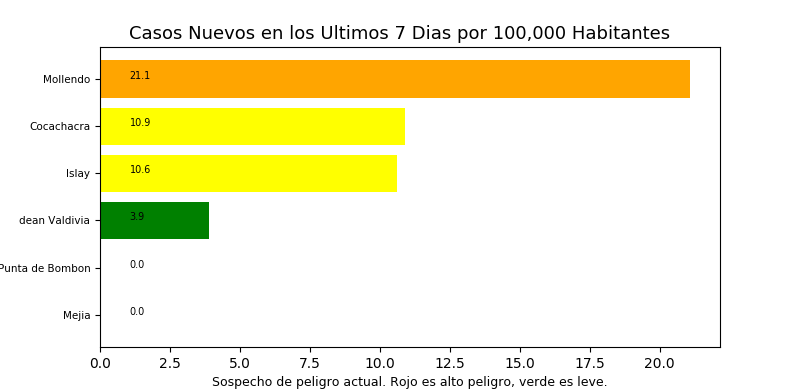 Casos Nuevos en los Ultimos 7 Dias por 100,000 Habitantes
Mollendo 21.1
Cocachacra 10.9
Islay 10.6
dean Valdivia 3.9
Punta de Bombon 0.0
Mejia 0.0
0.0 2.5 5.0 7.5 10.0 12.5 15.0 17.5 20.0
Sospecho de peligro actual. Rojo es alto peligro, verde es leve.